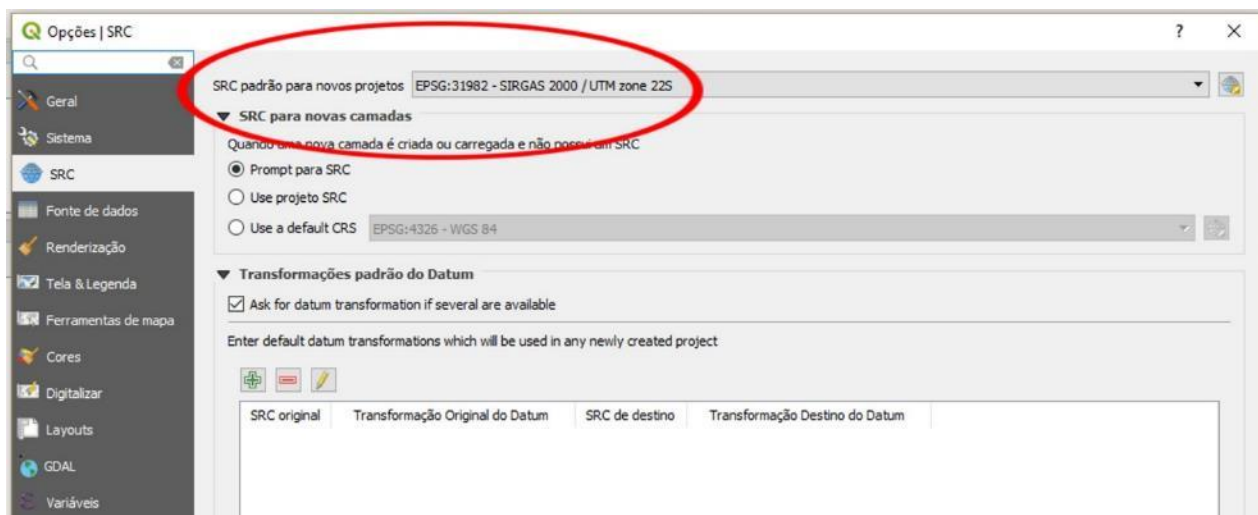 Opções | SRC
?
X
Geral
Sistema
SRC
Fonte de dados
Renderização
Tela & Legenda
Ferramentas de mapa
Cores
Digitalizar
Layouts
GDAL
Variáveis
SRC padrão para novos projetos EPSG:31982 - SIRGAS 2000 / UTM zone 22S
SRC para novas camadas
Quando uma nova camada é criada ou carregada e não possui um SRC
Prompt para SRC
Use projeto SRC
Use a default CRS EPSG:4326 - WGS 84
Transformações padrão do Datum
Ask for datum transformation if several are available
Enter default datum transformations which will be used in any newly created project
SRC original Transformação Original do Datum SRC de destino Transformação Destino do Datum